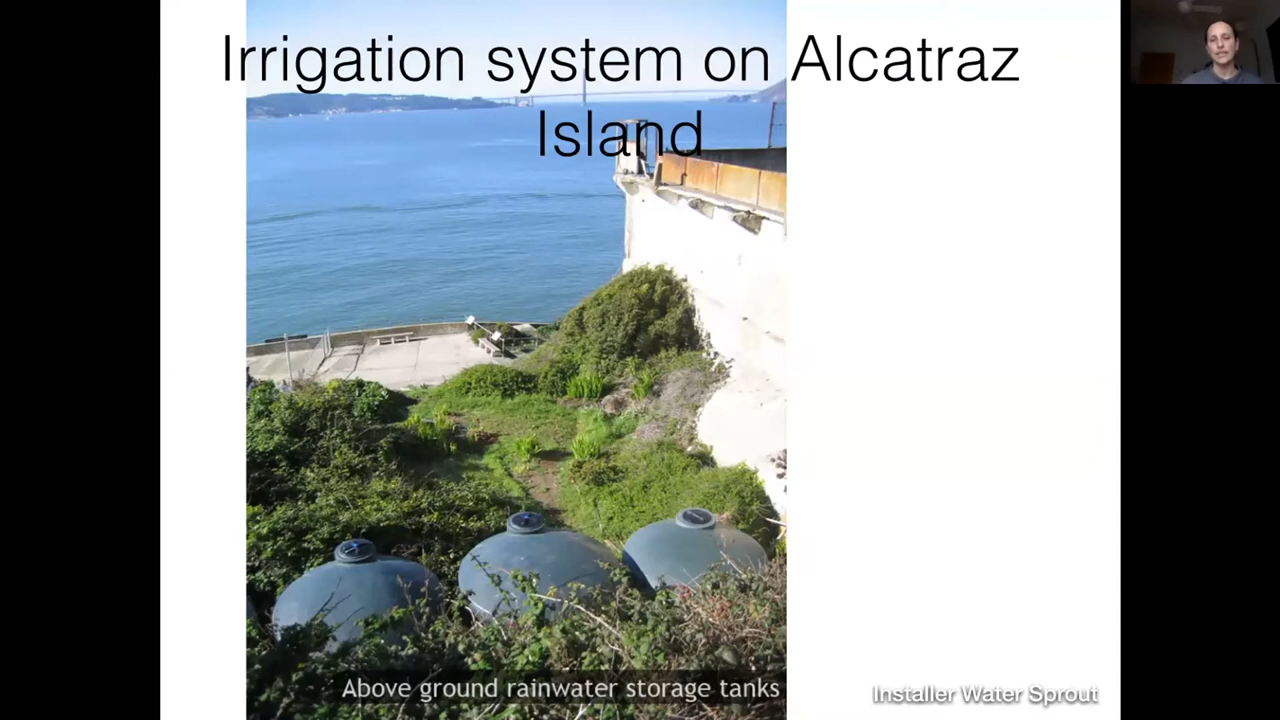 Irrigation system on Alcatraz
Island
Above ground rainwater storage tanks
Installer Water Sprout